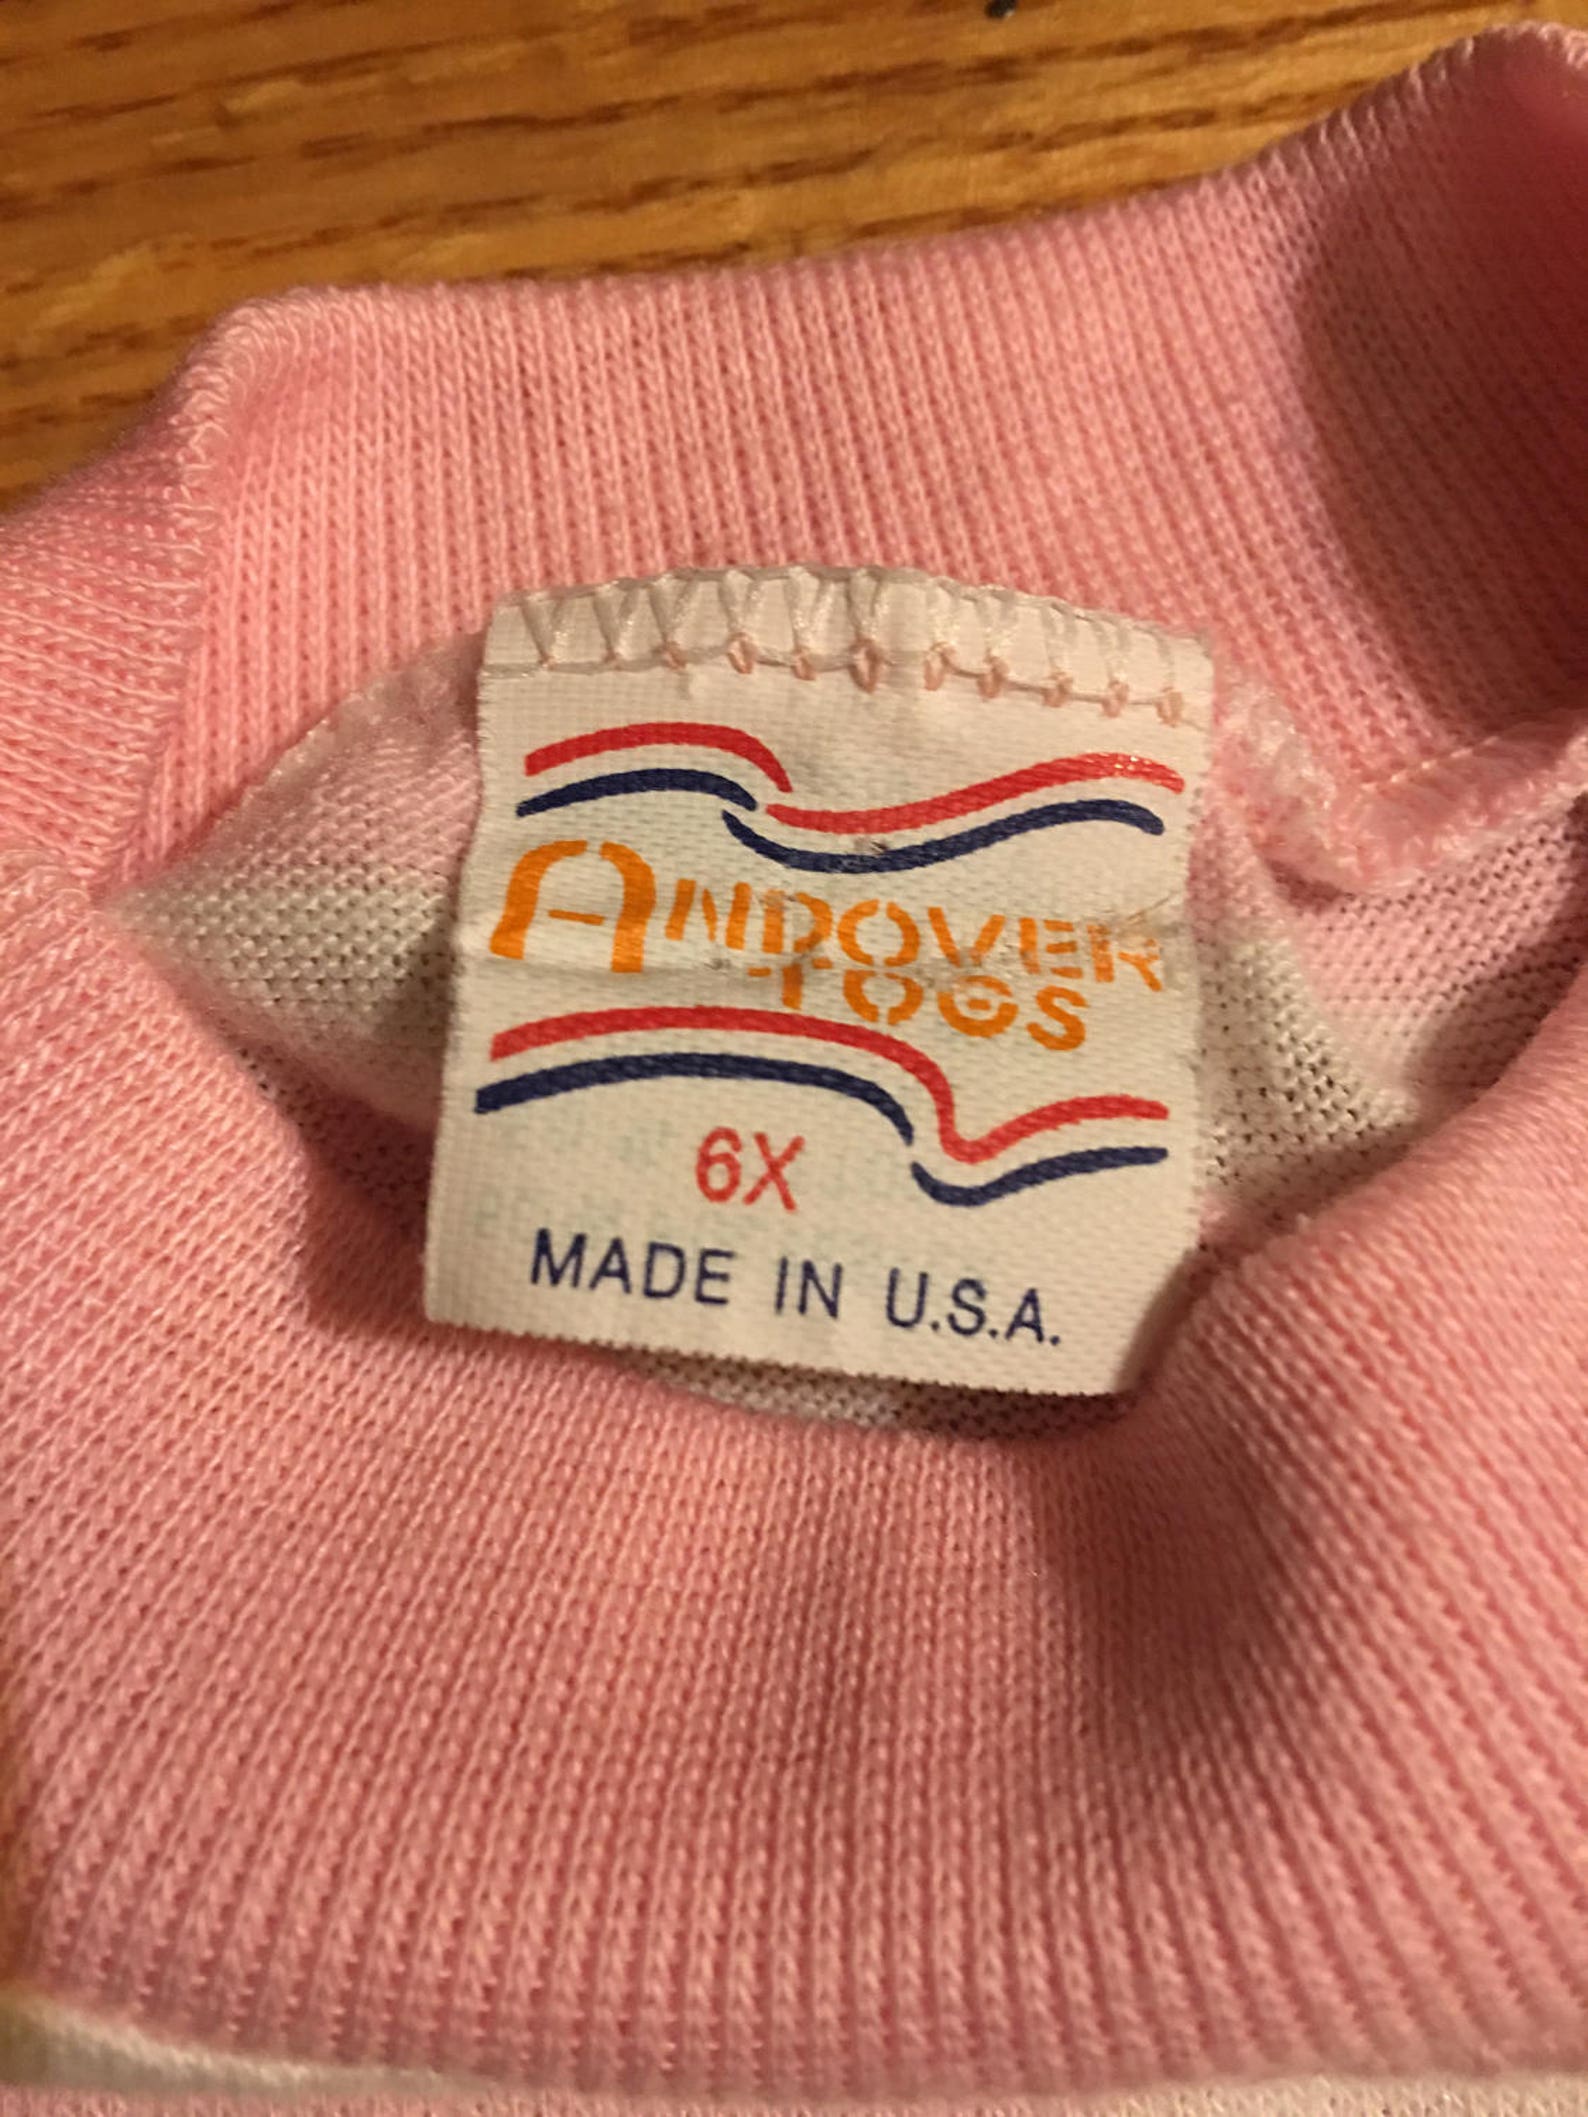 ANDOVER
TOGS
6X
MADE IN U.S.A.